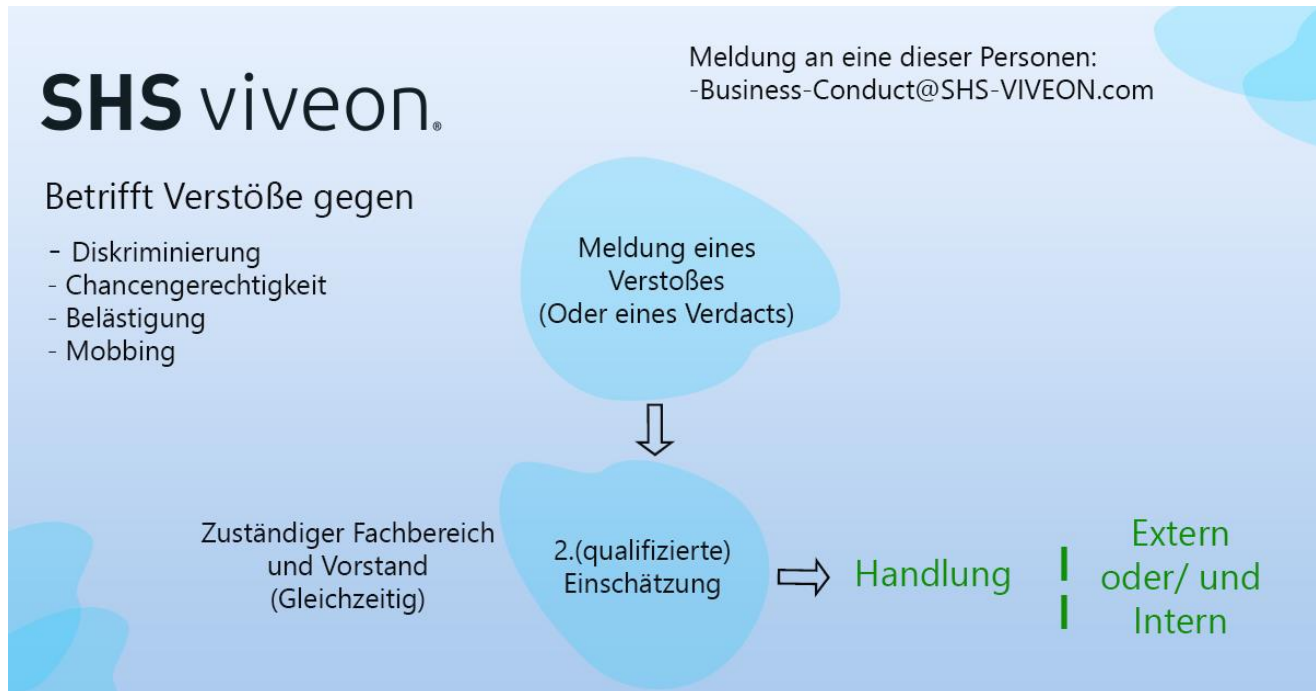 SHS viveon®
Meldung an eine dieser Personen:
-Business-Conduct@SHS-VIVEON.com
Betrifft Verstöße gegen
- Diskriminierung
- Chancengerechtigkeit
- Belästigung
- Mobbing
Meldung eines
Verstoßes
(Oder eines Verdacts)
Zuständiger Fachbereich
und Vorstand
(Gleichzeitig)
2.(qualifizierte)
Einschätzung
Handlung
Extern
oder/ und
Intern